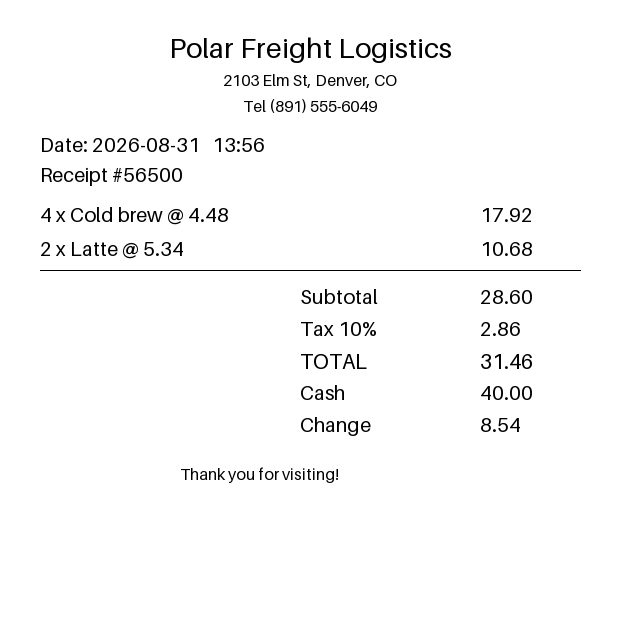 Polar Freight Logistics
2103 Elm St, Denver, CO
Tel (891) 555-6049
Date: 2026-08-31 13:56
Receipt #56500
4 x Cold brew @ 4.48 17.92
2 x Latte @ 5.34 10.68
Subtotal 28.60
Tax 10% 2.86
TOTAL 31.46
Cash 40.00
Change 8.54
Thank you for visiting!